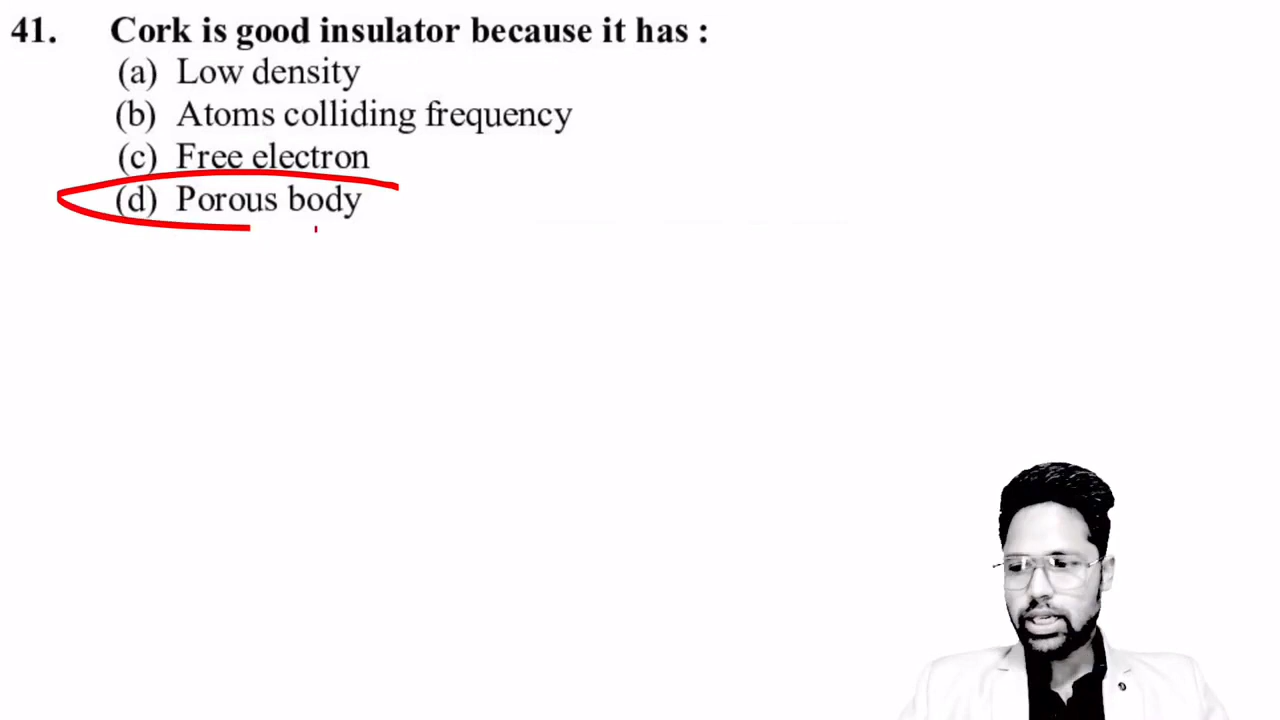 41. Cork is good insulator because it has :
(a) Low density
(b) Atoms colliding frequency
(c) Free electron
(d) Porous body